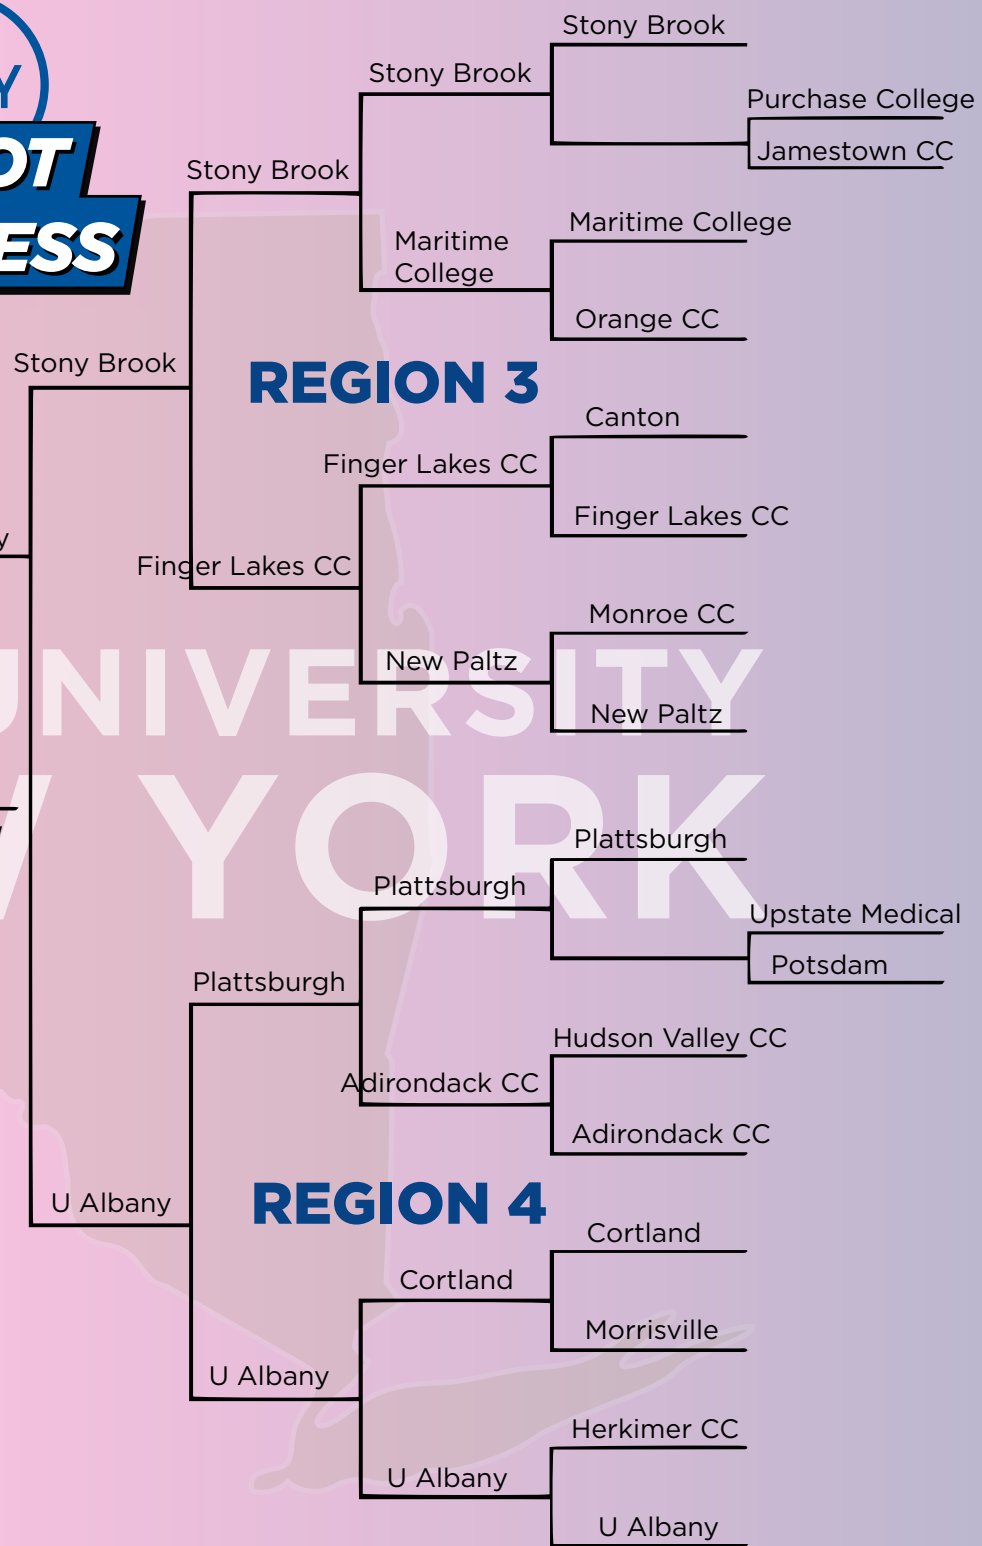 Stony Brook
Stony Brook
Y
Purchase College
OT
Jamestown CC
Stony Brook
Maritime College
Maritime
College
ESS
Orange CC
Stony Brook
REGION 3
Canton
Finger Lakes CC
Finger Lakes CC
y
Finger Lakes CC
Monroe CC
New Paltz
UNIVERSITY
New Paltz
W YORK
Plattsburgh
Plattsburgh
Upstate Medical
Potsdam
Plattsburgh
Hudson Valley CC
Adirondack CC
Adirondack CC
U Albany
REGION 4
Cortland
Cortland
Morrisville
U Albany
Herkimer CC
U Albany
U Albany